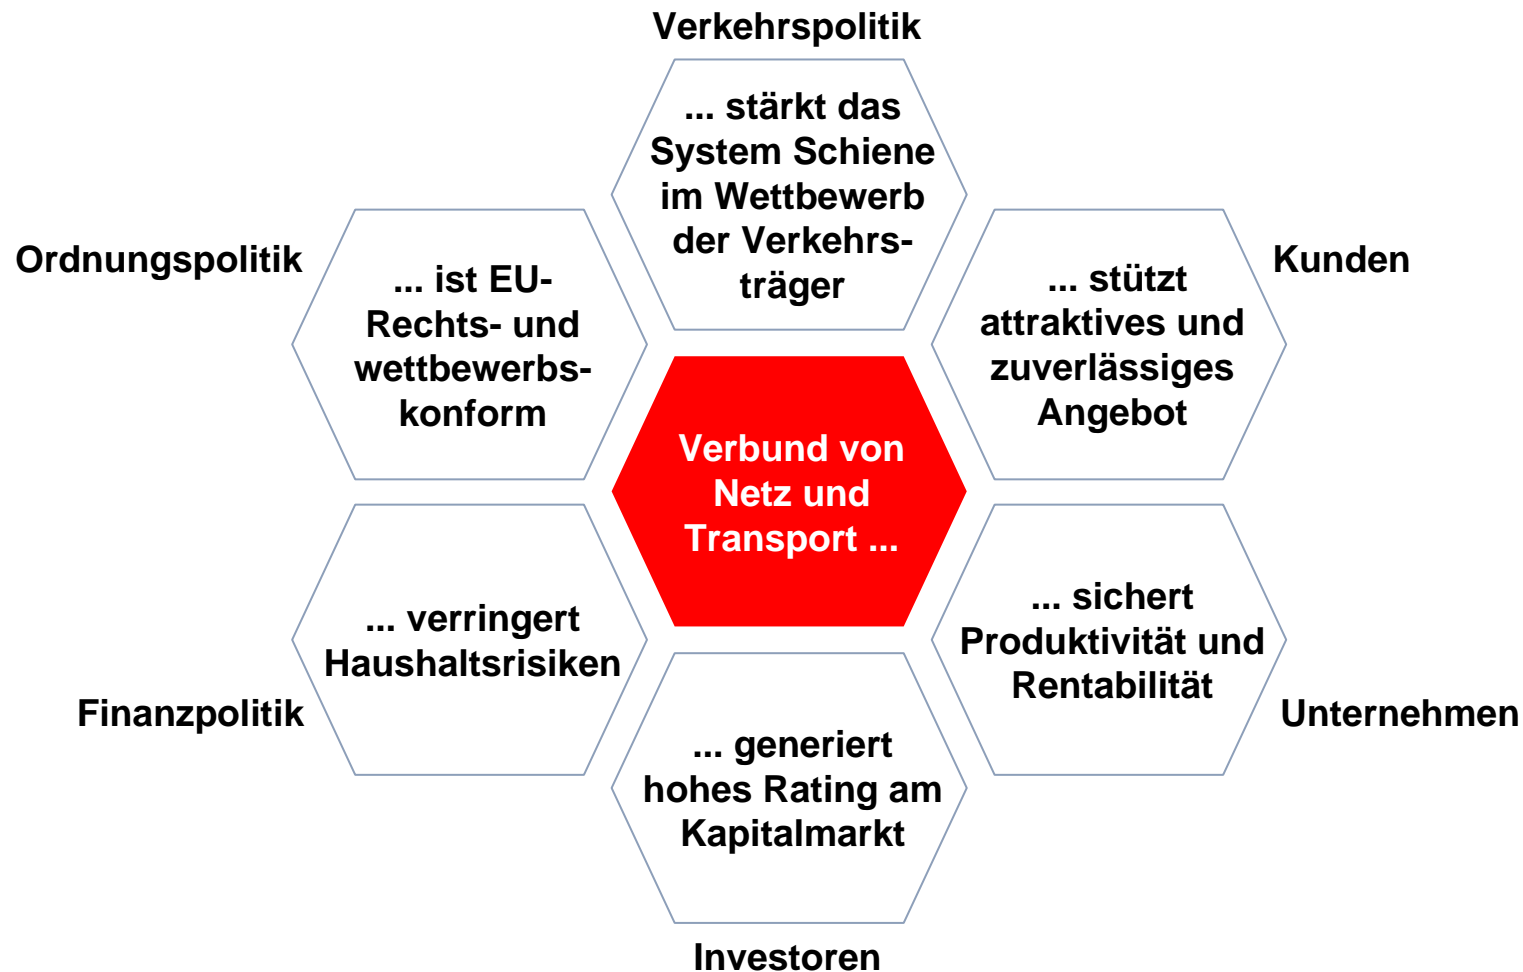 Verkehrspolitik
... stärkt das
System Schiene
im Wettbewerb
der Verkehrs-
träger
Ordnungspolitik
... ist EU-
Rechts- und
wettbewerbs-
konform
Kunden
... stützt
attraktives und
zuverlässiges
Angebot
Verbund von
Netz und
Transport ...
Finanzpolitik
... verringert
Haushaltsrisiken
Unternehmen
... sichert
Produktivität und
Rentabilität
... generiert
hohes Rating am
Kapitalmarkt
Investoren